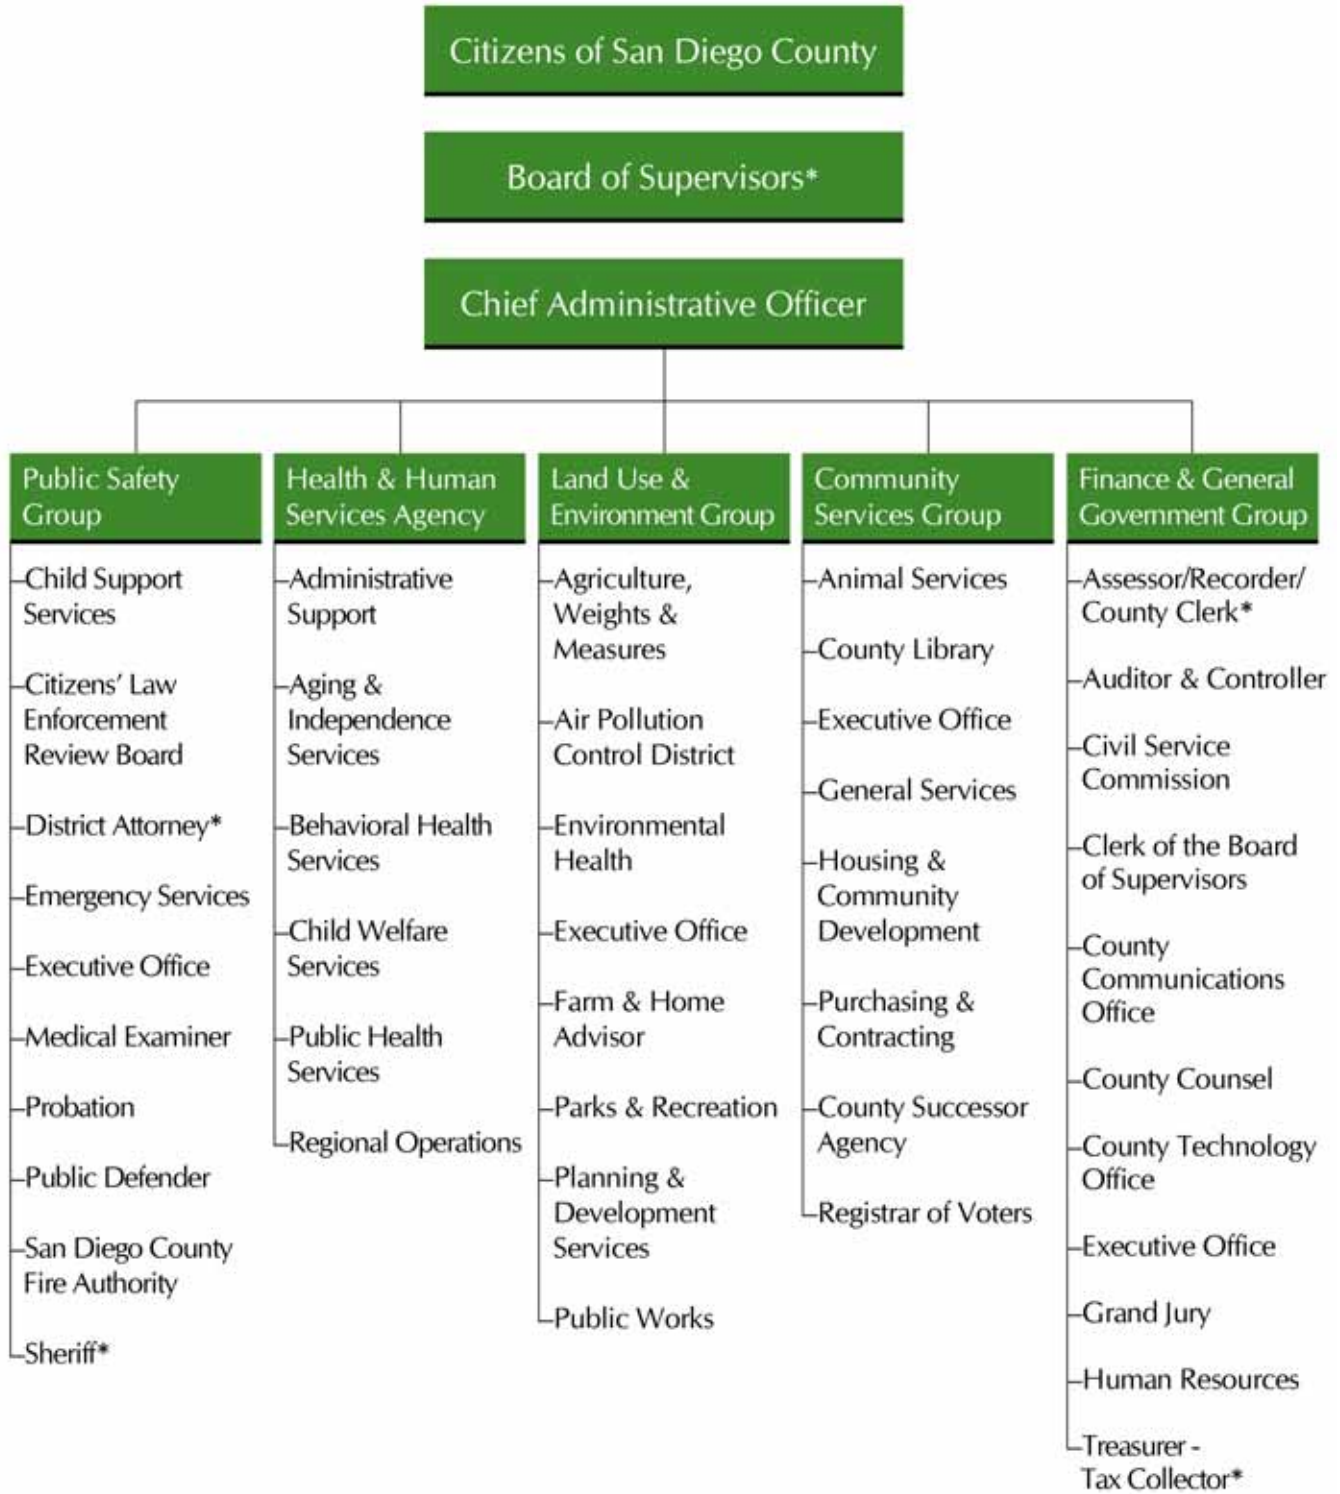 Citizens of San Diego County
Board of Supervisors*
Chief Administrative Officer
Public Safety
Group
Child Support
Services
Citizens’ Law
Enforcement
Review Board
District Attorney*
Emergency Services
Executive Office
Medical Examiner
Probation
Public Defender
San Diego County
Fire Authority
Sheriff*
Health & Human
Services Agency
Administrative
Support
Aging &
Independence
Services
Behavioral Health
Services
Child Welfare
Services
Public Health
Services
Regional Operations
Land Use &
Environment Group
Agriculture,
Weights &
Measures
Air Pollution
Control District
Environmental
Health
Executive Office
Farm & Home
Advisor
Parks & Recreation
Planning &
Development
Services
Public Works
Community
Services Group
Animal Services
County Library
Executive Office
General Services
Housing &
Community
Development
Purchasing &
Contracting
County Successor
Agency
Registrar of Voters
Finance & General
Government Group
Assessor/Recorder/
County Clerk*
Auditor & Controller
Civil Service
Commission
Clerk of the Board
of Supervisors
County
Communications
Office
County Counsel
County Technology
Office
Executive Office
Grand Jury
Human Resources
Treasurer -
Tax Collector*